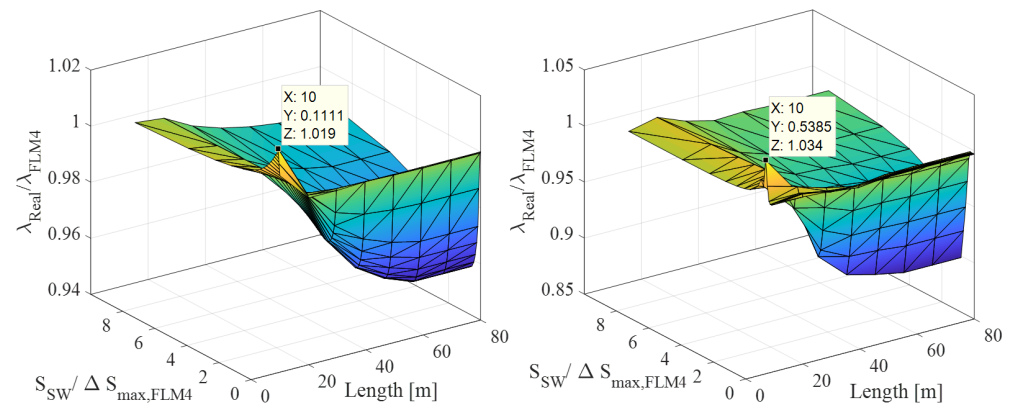 1.02
1
0.98
0.96
0.94
λReal/λFLM4
X: 10
Y: 0.1111
Z: 1.019
8
6
4
2
0
SSW/ Δ Smax,FLM4
0
20
40
60
80
Length [m]
1.05
1
0.95
0.9
0.85
λReal/λFLM4
X: 10
Y: 0.5385
Z: 1.034
8
6
4
2
0
SSW/ Δ Smax,FLM4
0
20
40
60
80
Length [m]